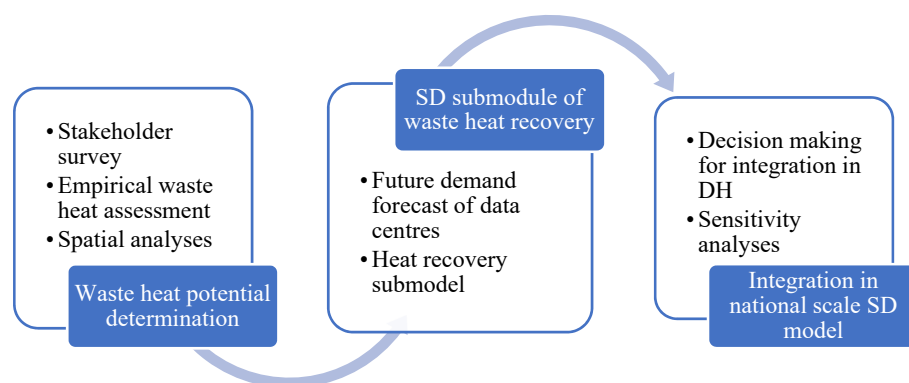 • Stakeholder
survey
• Empirical waste
heat assessment
• Spatial analyses
Waste heat potential
determination
SD submodule of
waste heat recovery
• Future demand
forecast of data
centres
• Heat recovery
submodel
• Decision making
for integration in
DH
• Sensitivity
analyses
Integration in
national scale SD
model